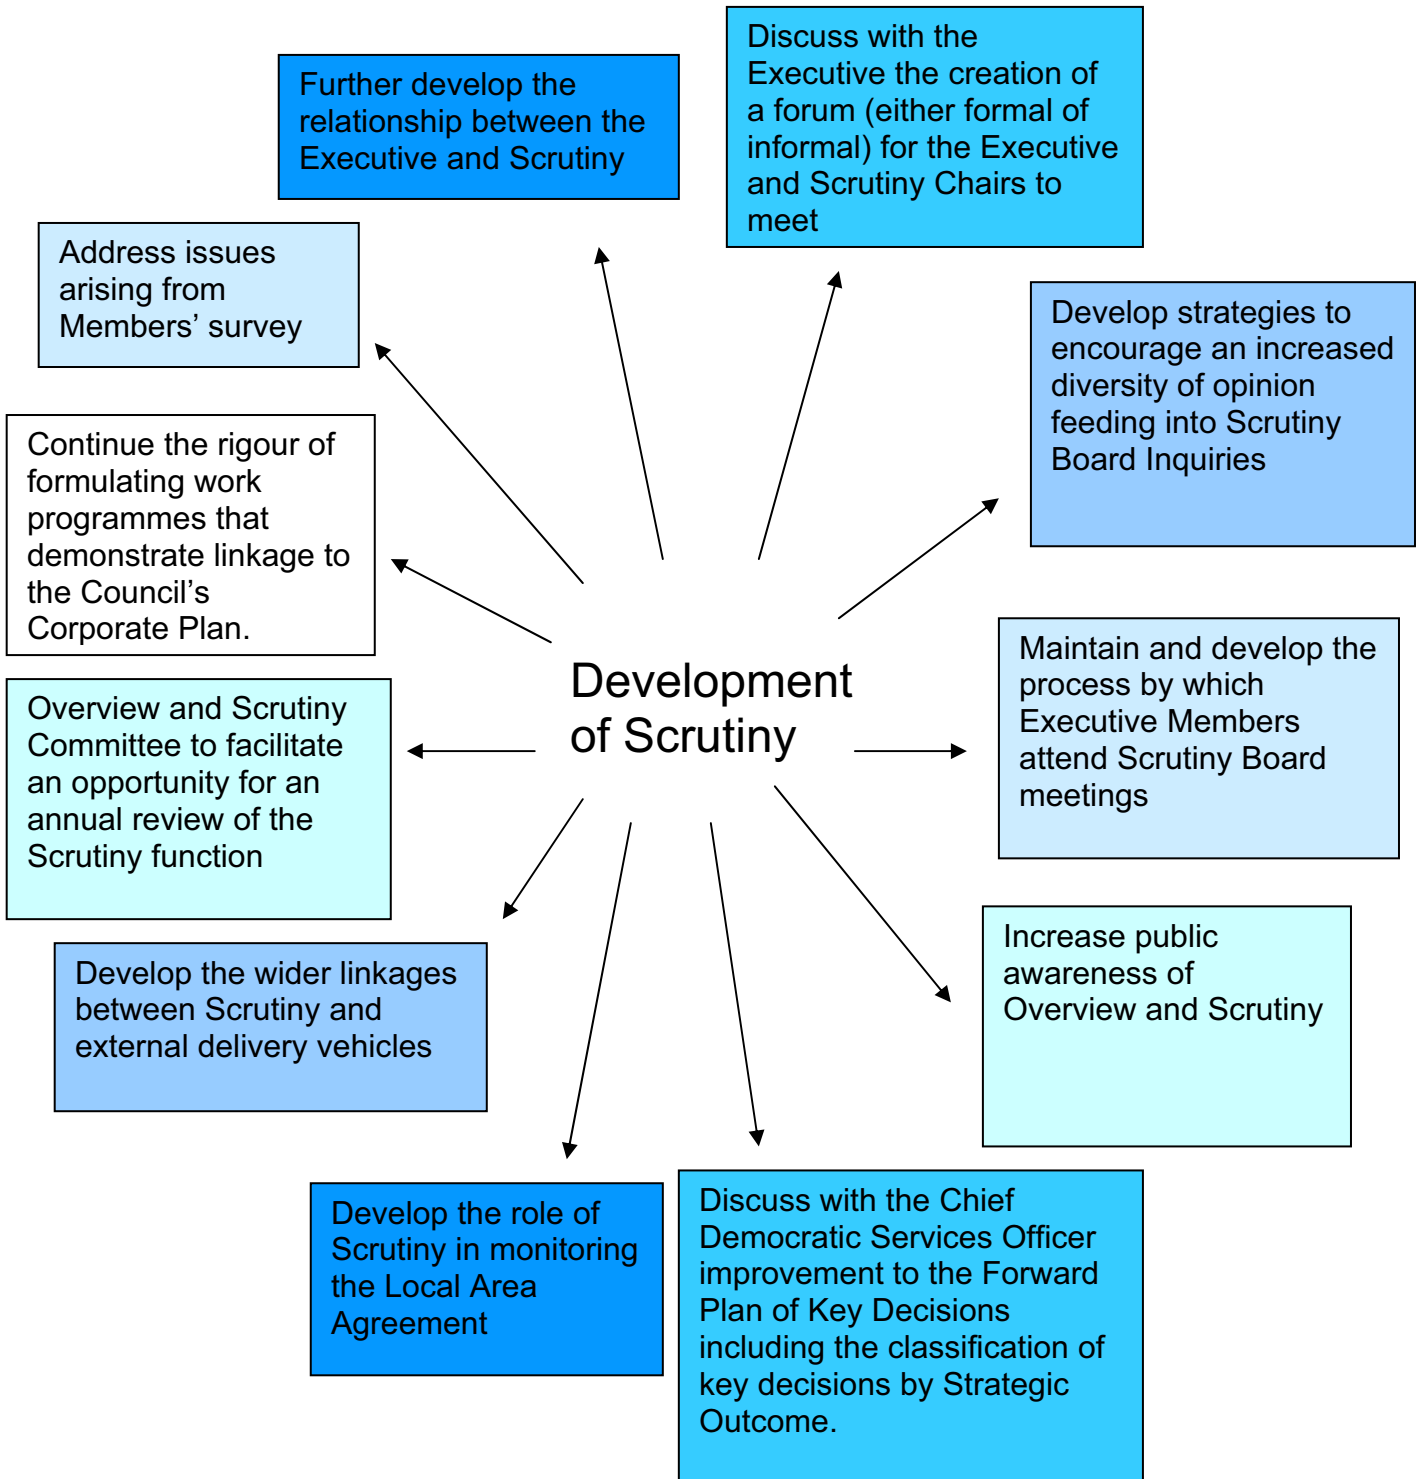 Discuss with the
Executive the creation of
a forum (either formal of
informal) for the Executive
and Scrutiny Chairs to
meet
Further develop the
relationship between the
Executive and Scrutiny
Address issues
arising from
Members’ survey
Develop strategies to
encourage an increased
diversity of opinion
feeding into Scrutiny
Board Inquiries
Continue the rigour of
formulating work
programmes that
demonstrate linkage to
the Council’s
Corporate Plan.
Development
of Scrutiny
Maintain and develop the
process by which
Executive Members
attend Scrutiny Board
meetings
Overview and Scrutiny
Committee to facilitate
an opportunity for an
annual review of the
Scrutiny function
Increase public
awareness of
Overview and Scrutiny
Develop the wider linkages
between Scrutiny and
external delivery vehicles
Develop the role of
Scrutiny in monitoring
the Local Area
Agreement
Discuss with the Chief
Democratic Services Officer
improvement to the Forward
Plan of Key Decisions
including the classification of
key decisions by Strategic
Outcome.